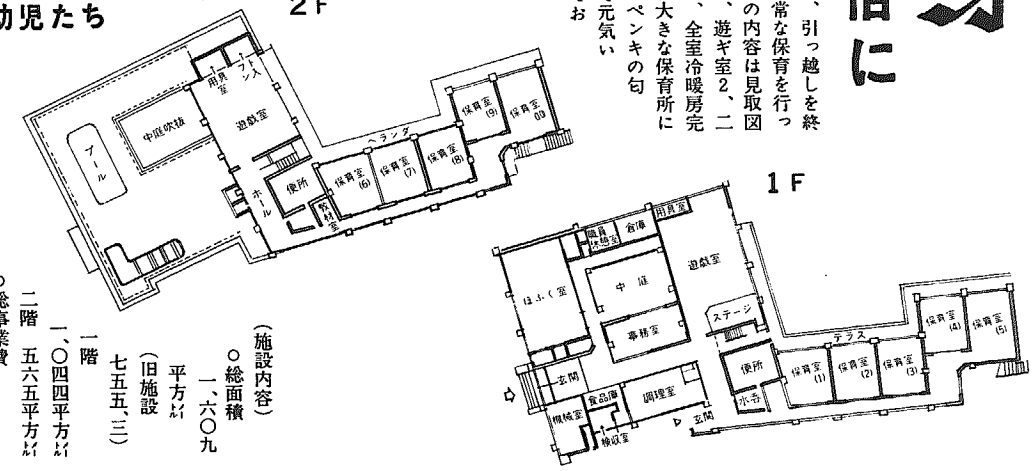 倍に
、引っ越しを終
常な保育を行っ
の内容は見取図
、遊ギ室2、二
、全室冷暖房完
大きな保育所に
ペンキの匂
元気い
お
幼児たち
2F
用具室
フトン入
遊戯室
中庭吹抜
プール
ホール
便所
教材室
保育室(6)
保育室(7)
保育室(8)
ベランダ
保育室(9)
保育室(10)
1F
職員休憩室
倉庫
用具室
遊戯室
ほふく室
中庭
事務室
ステージ
テラス
保育室(4)
保育室(5)
便所
保育室(1)
保育室(2)
保育室(3)
水呑
玄関
食品庫
調理室
機械室
検収室
玄関
(施設内容)
○総面積
一、六〇九
平方㍍
(旧施設
七五五、三)
一階
一、〇四四平方㍍
二階 五六五平方㍍
○総事業費